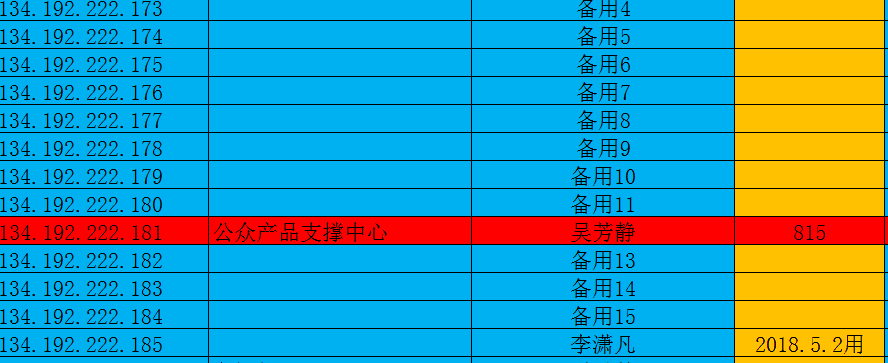 134.192.222.173 备用4
134.192.222.174 备用5
134.192.222.175 备用6
134.192.222.176 备用7
134.192.222.177 备用8
134.192.222.178 备用9
134.192.222.179 备用10
134.192.222.180 备用11
134.192.222.181 公众产品支撑中心 吴芳静 815
134.192.222.182 备用13
134.192.222.183 备用14
134.192.222.184 备用15
134.192.222.185 李潇凡 2018.5.2用